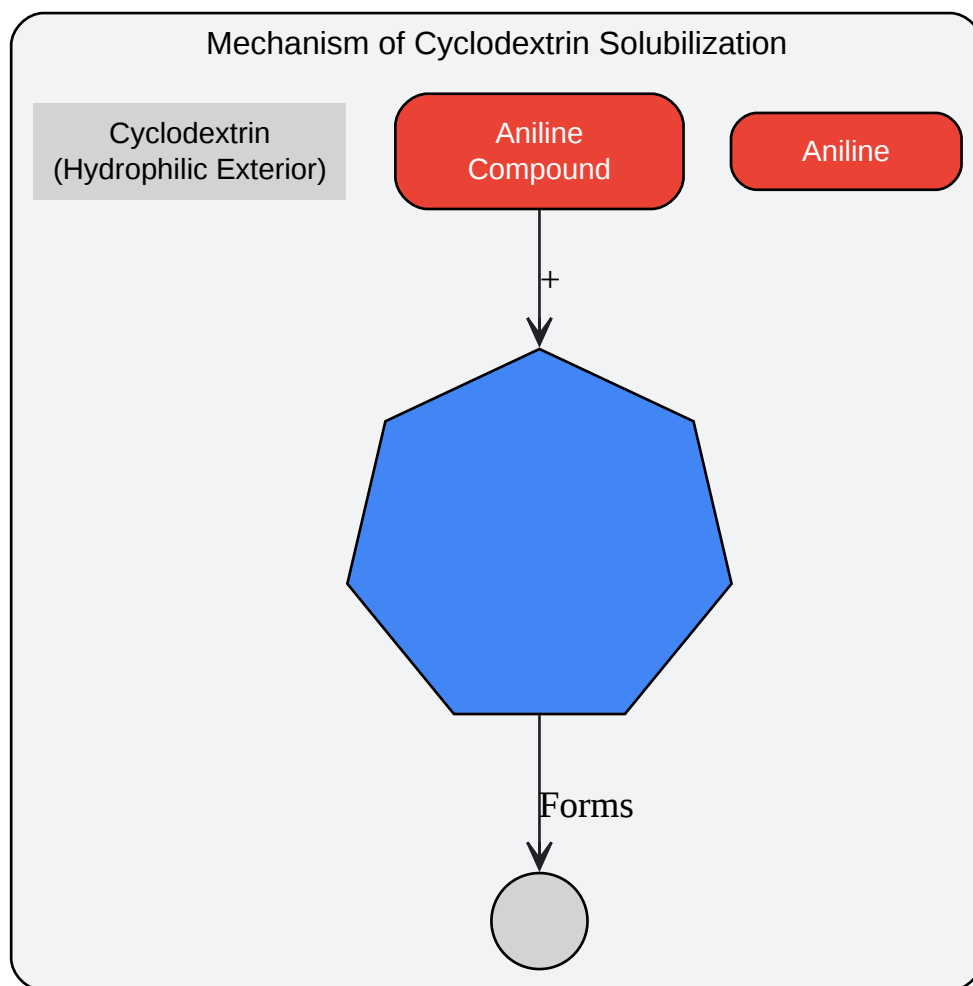 Mechanism of Cyclodextrin Solubilization
Cyclodextrin
(Hydrophilic Exterior)
Aniline
Compound
Aniline
+
Forms